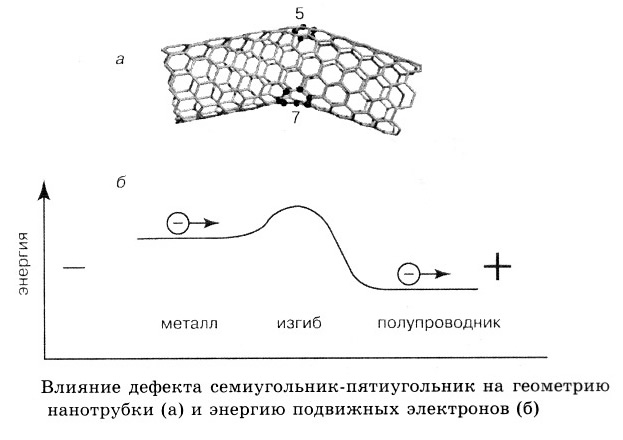 5
а
7
б
энергия
−
−
−
+
металл изгиб полупроводник
Влияние дефекта семиугольник-пятиугольник на геометрию
нанотрубки (а) и энергию подвижных электронов (б)